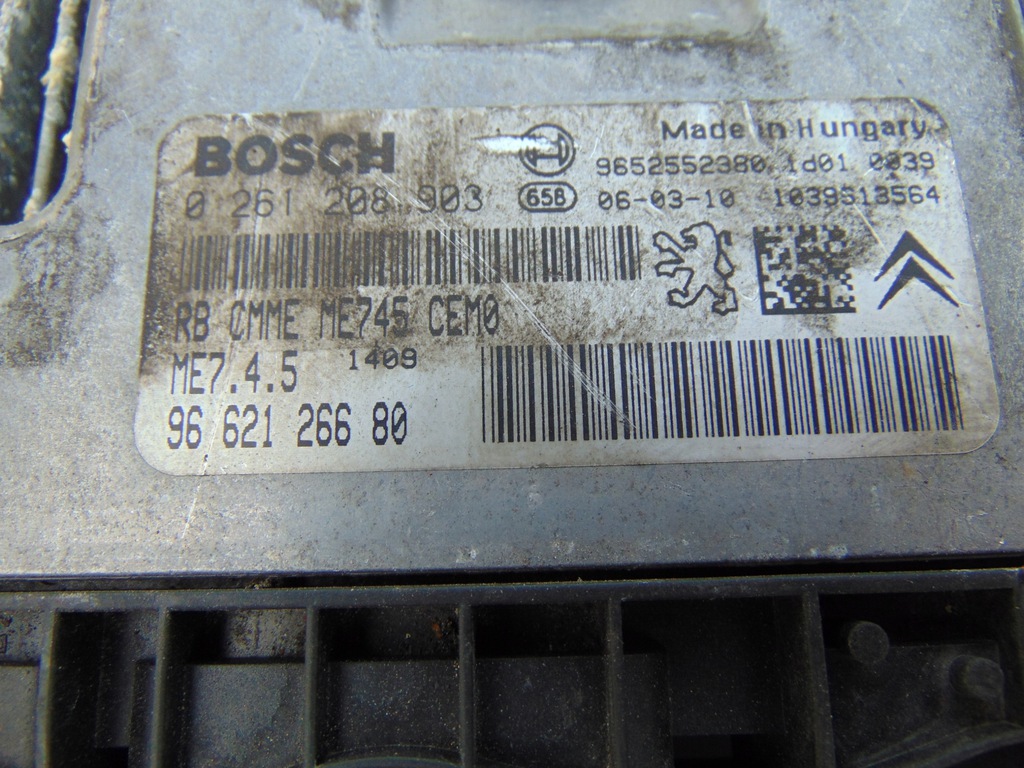 BOSCH
Made in Hungary
9652552380 1d01 0039
0 261 208 903
658
06-03-10 1039S13564
RB CMME ME745 CEM0
ME7.4.5 1409
96 621 266 80